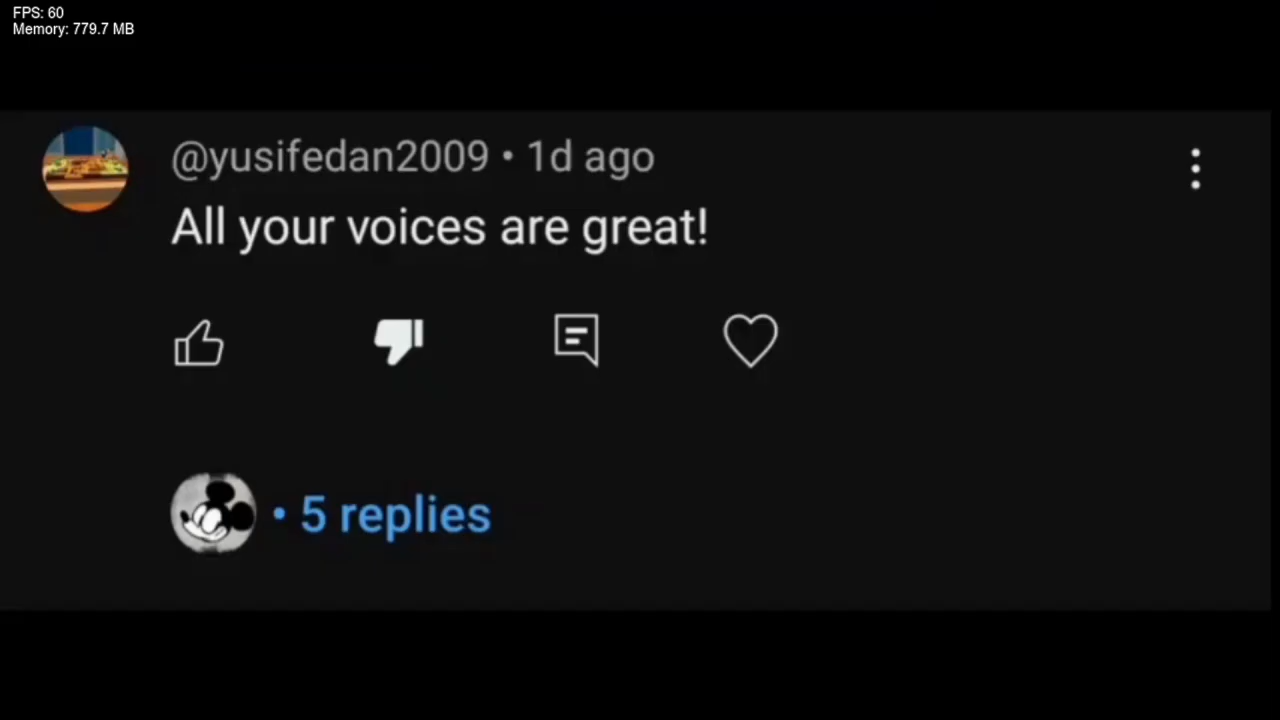 FPS: 60
Memory: 779.7 MB
@yusifedan2009 • 1d ago
All your voices are great!
• 5 replies